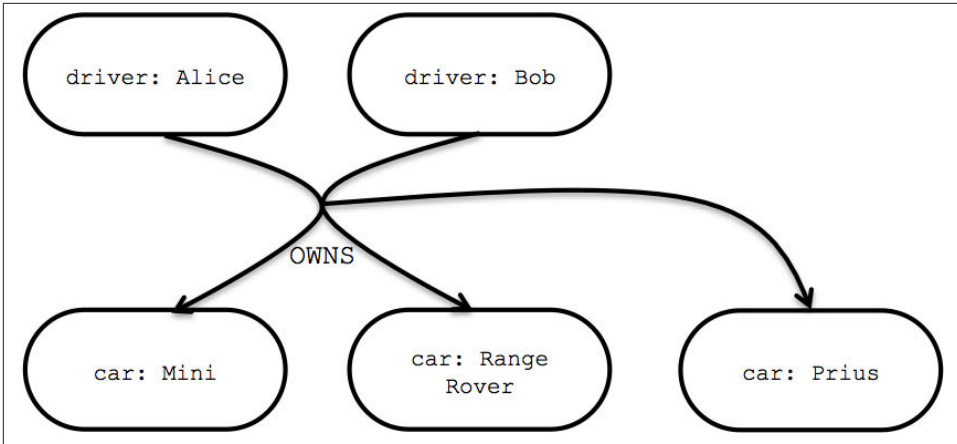 driver: Alice
driver: Bob
OWNS
car: Mini
car: Range
Rover
car: Prius